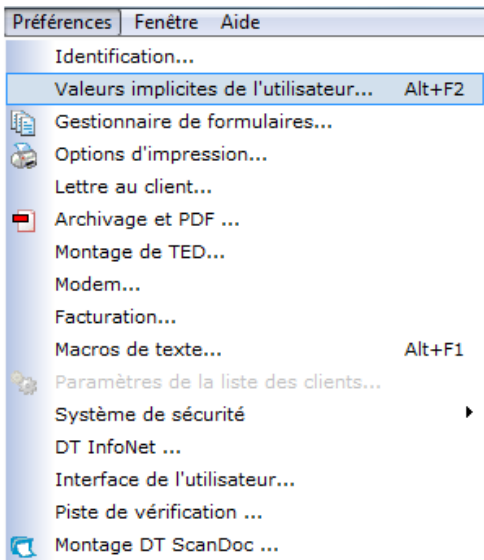 Préférences Fenêtre Aide
Identification...
Valeurs implicites de l'utilisateur... Alt+F2
Gestionnaire de formulaires...
Options d'impression...
Lettre au client...
Archivage et PDF ...
Montage de TED...
Modem...
Facturation...
Macros de texte... Alt+F1
Paramètres de la liste des clients...
Système de sécurité
DT InfoNet ...
Interface de l'utilisateur...
Piste de vérification ...
Montage DT ScanDoc ...